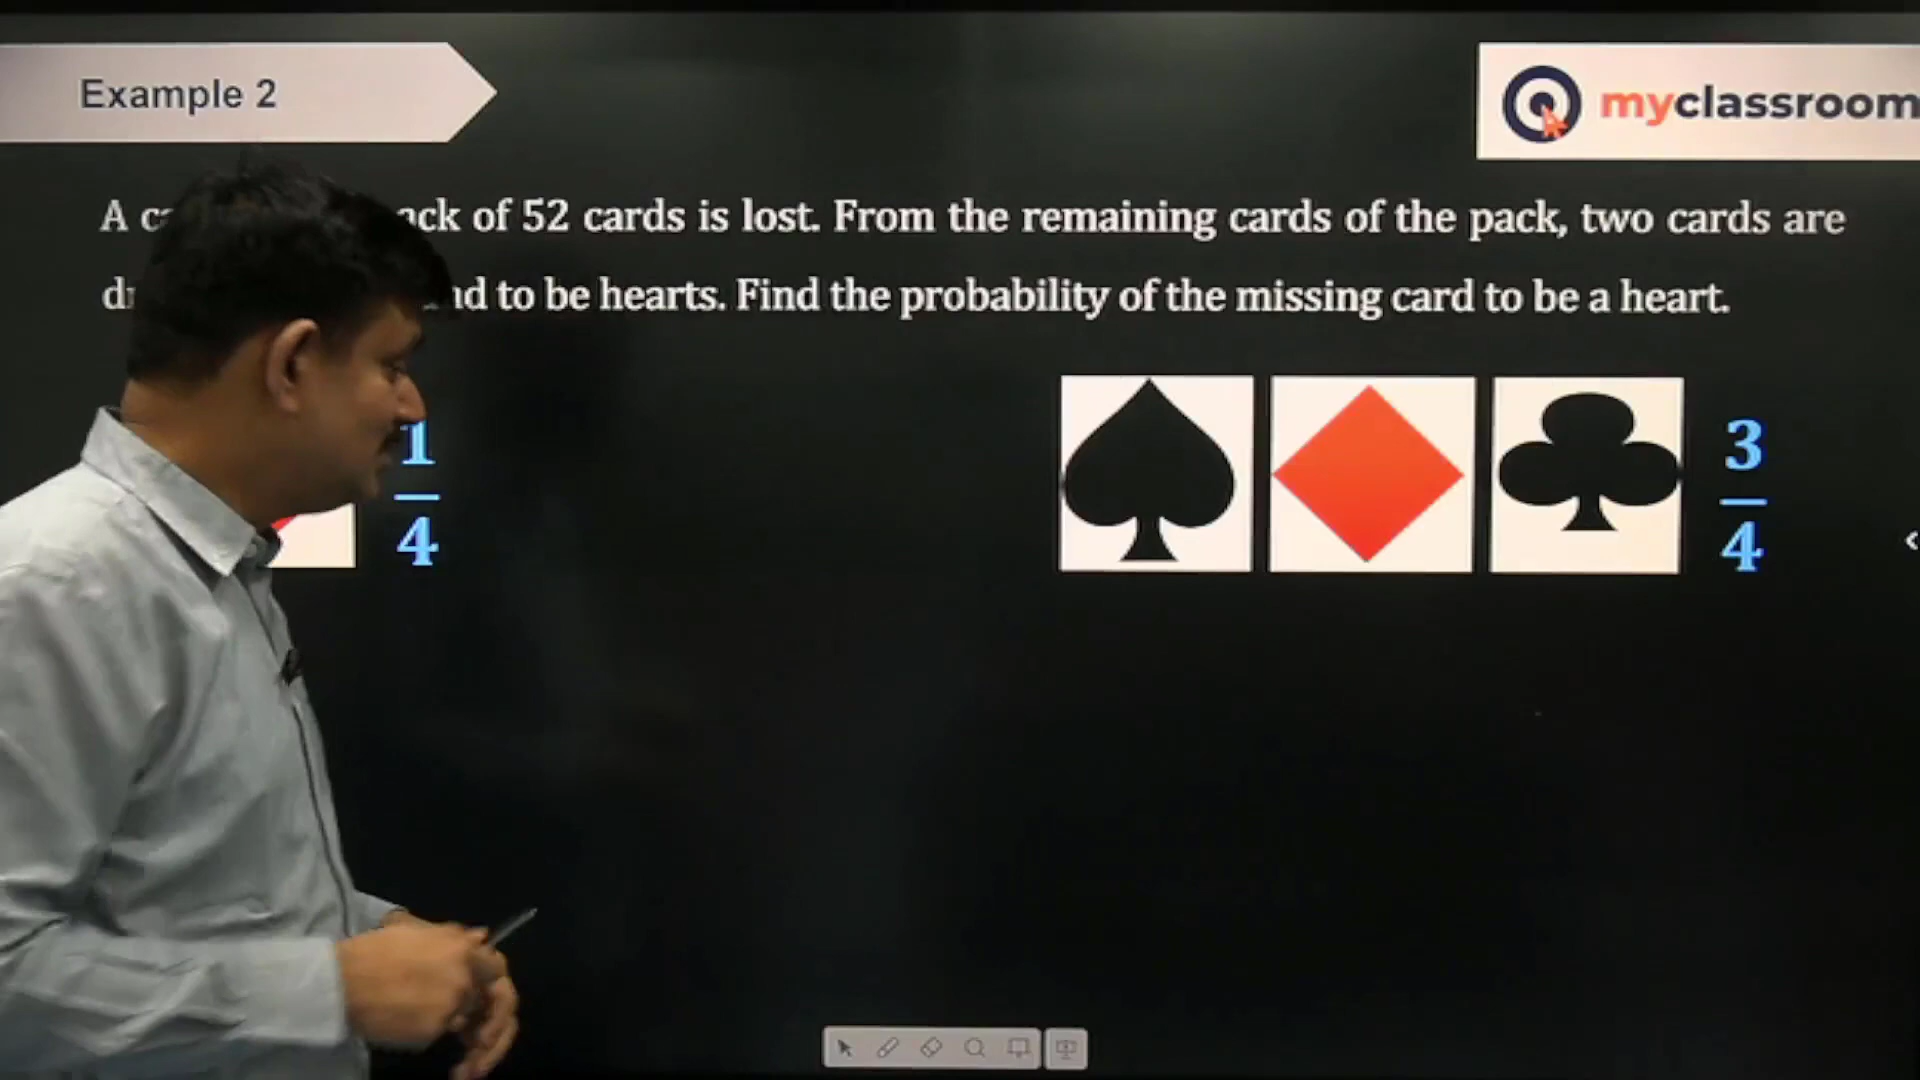 Example 2
myclassroom
A ack of 52 cards is lost. From the remaining cards of the pack, two cards are
to be hearts. Find the probability of the missing card to be a heart.
1
4
3
4